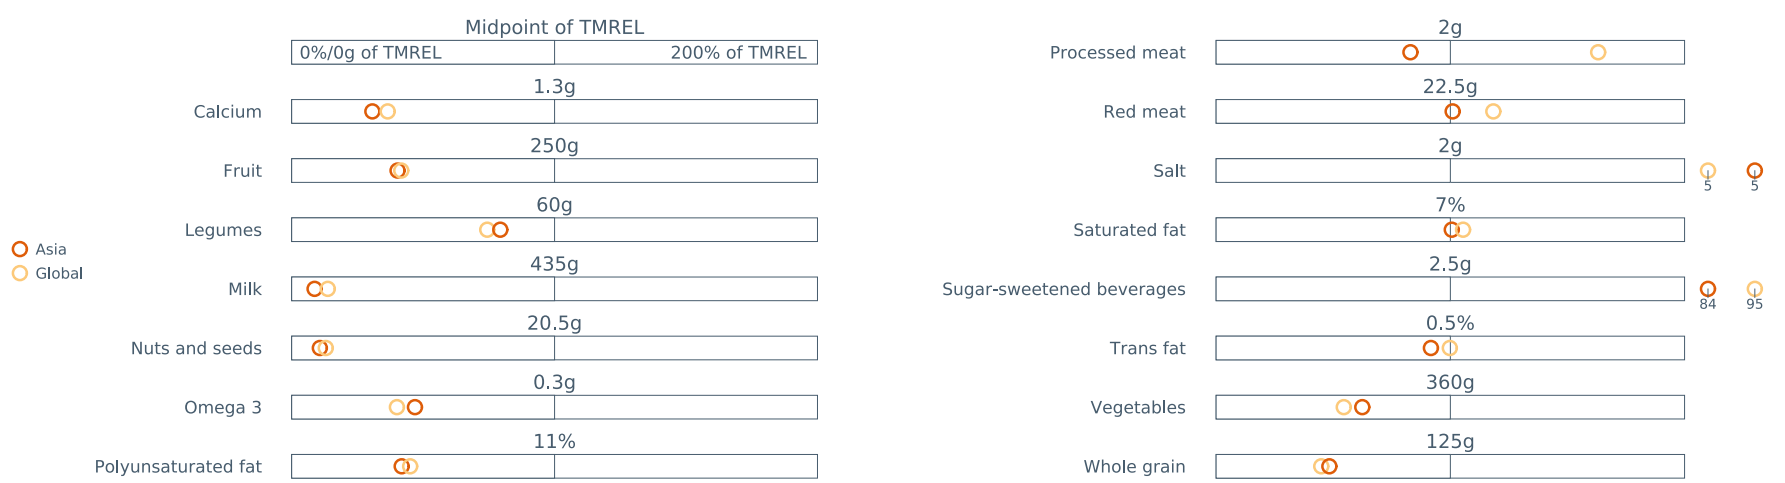 Midpoint of TMREL
0%/0g of TMREL 200% of TMREL
1.3g
Calcium
250g
Fruit
60g
Legumes
435g
Milk
20.5g
Nuts and seeds
0.3g
Omega 3
11%
Polyunsaturated fat
Asia
Global
2g
Processed meat
22.5g
Red meat
2g
Salt
5 5
7%
Saturated fat
2.5g
Sugar-sweetened beverages
84 95
0.5%
Trans fat
360g
Vegetables
125g
Whole grain